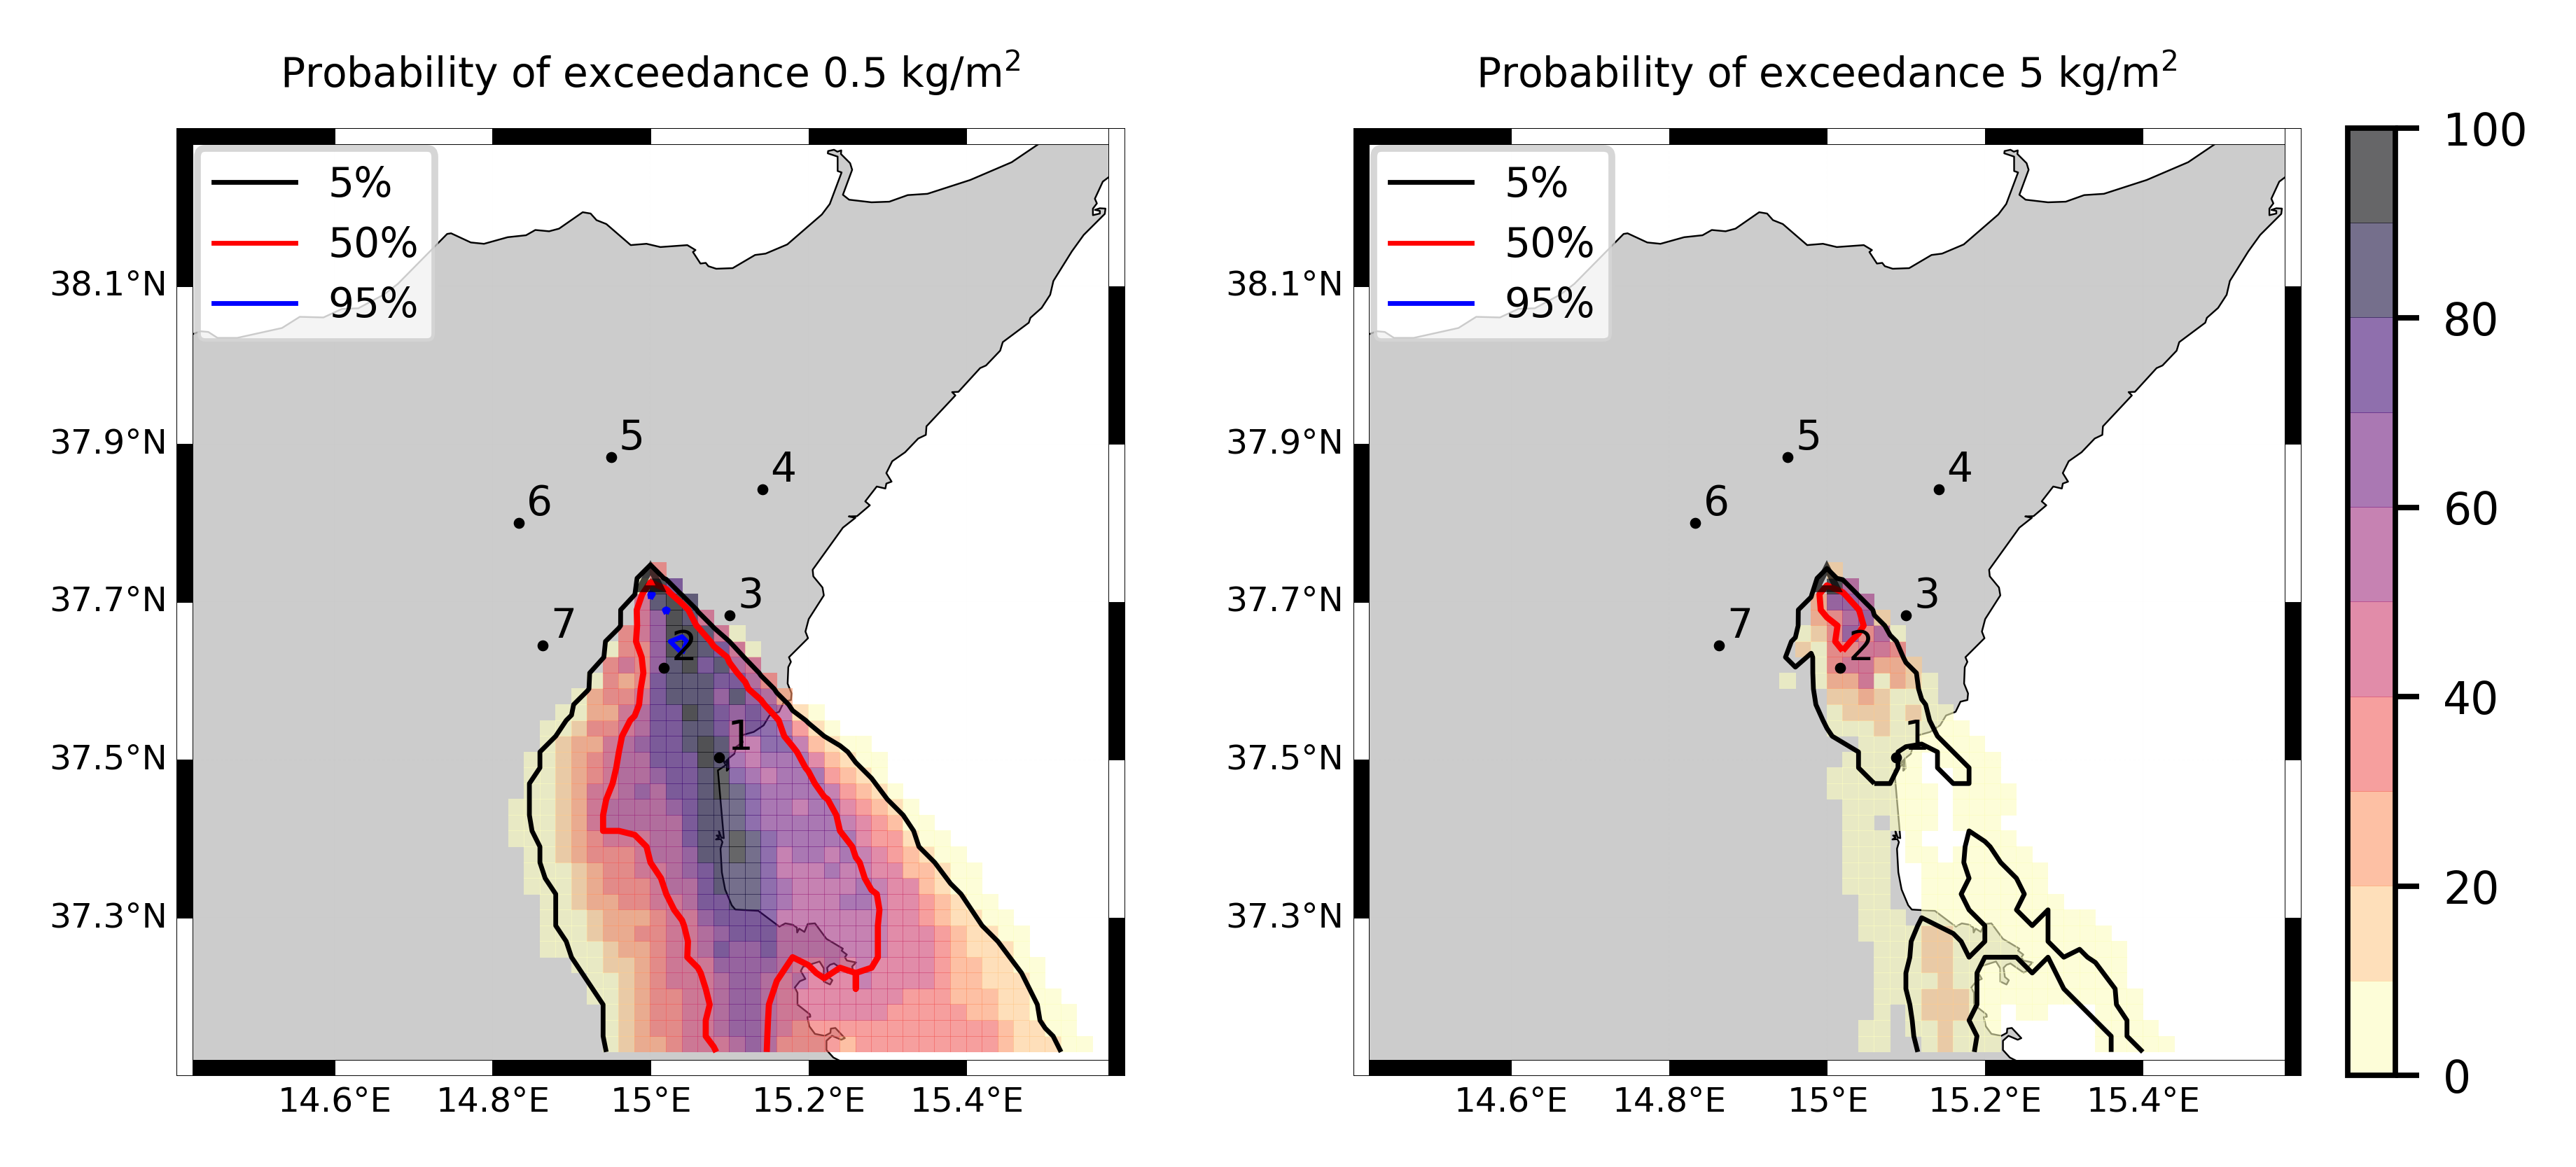 Probability of exceedance 0.5 kg/m²
5%
50%
95%
38.1°N
37.9°N
37.7°N
37.5°N
37.3°N
14.6°E
14.8°E
15°E
15.2°E
15.4°E
5
4
6
3
7
2
1
Probability of exceedance 5 kg/m²
5%
50%
95%
38.1°N
37.9°N
37.7°N
37.5°N
37.3°N
14.6°E
14.8°E
15°E
15.2°E
15.4°E
5
4
6
3
7
2
1
100
80
60
40
20
0